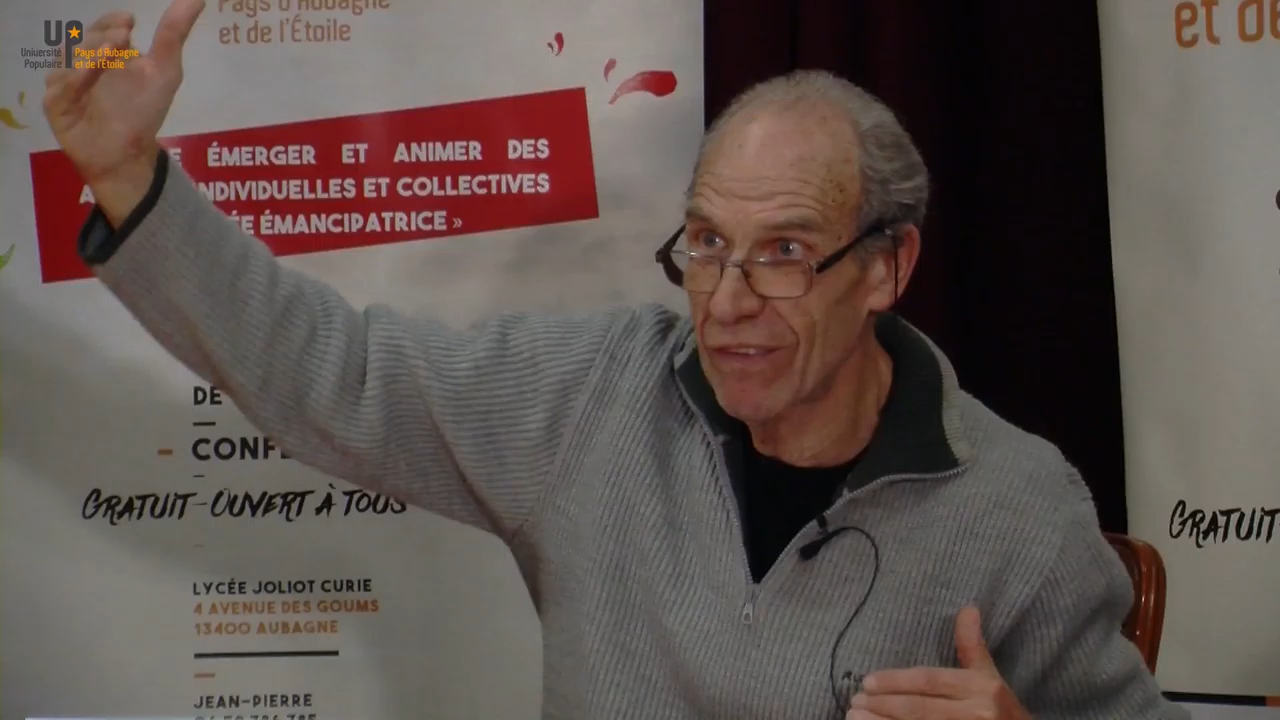 UP
Université
Populaire
Pays d'Aubagne
et de l'Étoile
Pays d'Aubagne
et de l'Étoile
ÉMERGER ET ANIMER DES
INDIVIDUELLES ET COLLECTIVES
ÉMANCIPATRICE »
DE
GRATUIT-OUVERT À TOUS
LYCÉE JOLIOT CURIE
4 AVENUE DES GOUMS
13400 AUBAGNE
JEAN-PIERRE
et de
GRATUIT